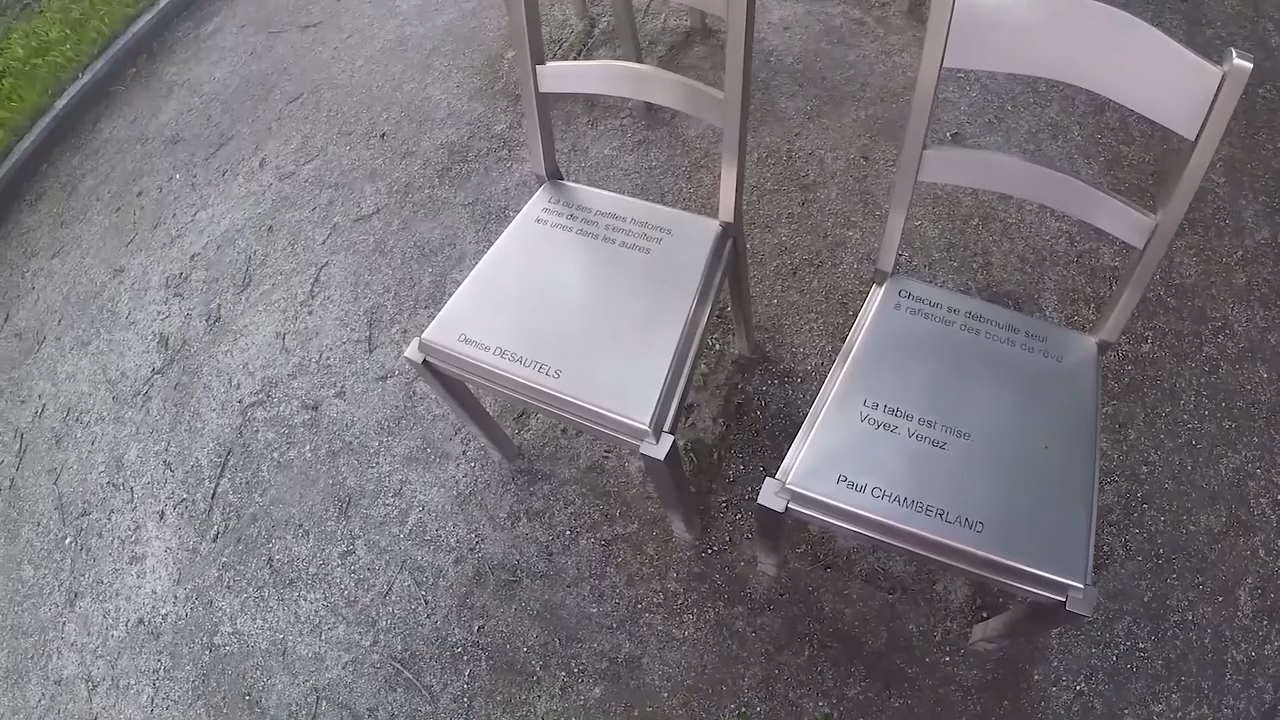 Là où ses petites histoires,
mine de rien, s'emboîtent
les unes dans les autres.
Denise DESAUTELS
Chacun se débrouille seul
à rafistoler des bouts de rêve
La table est mise.
Voyez. Venez.
Paul CHAMBERLAND